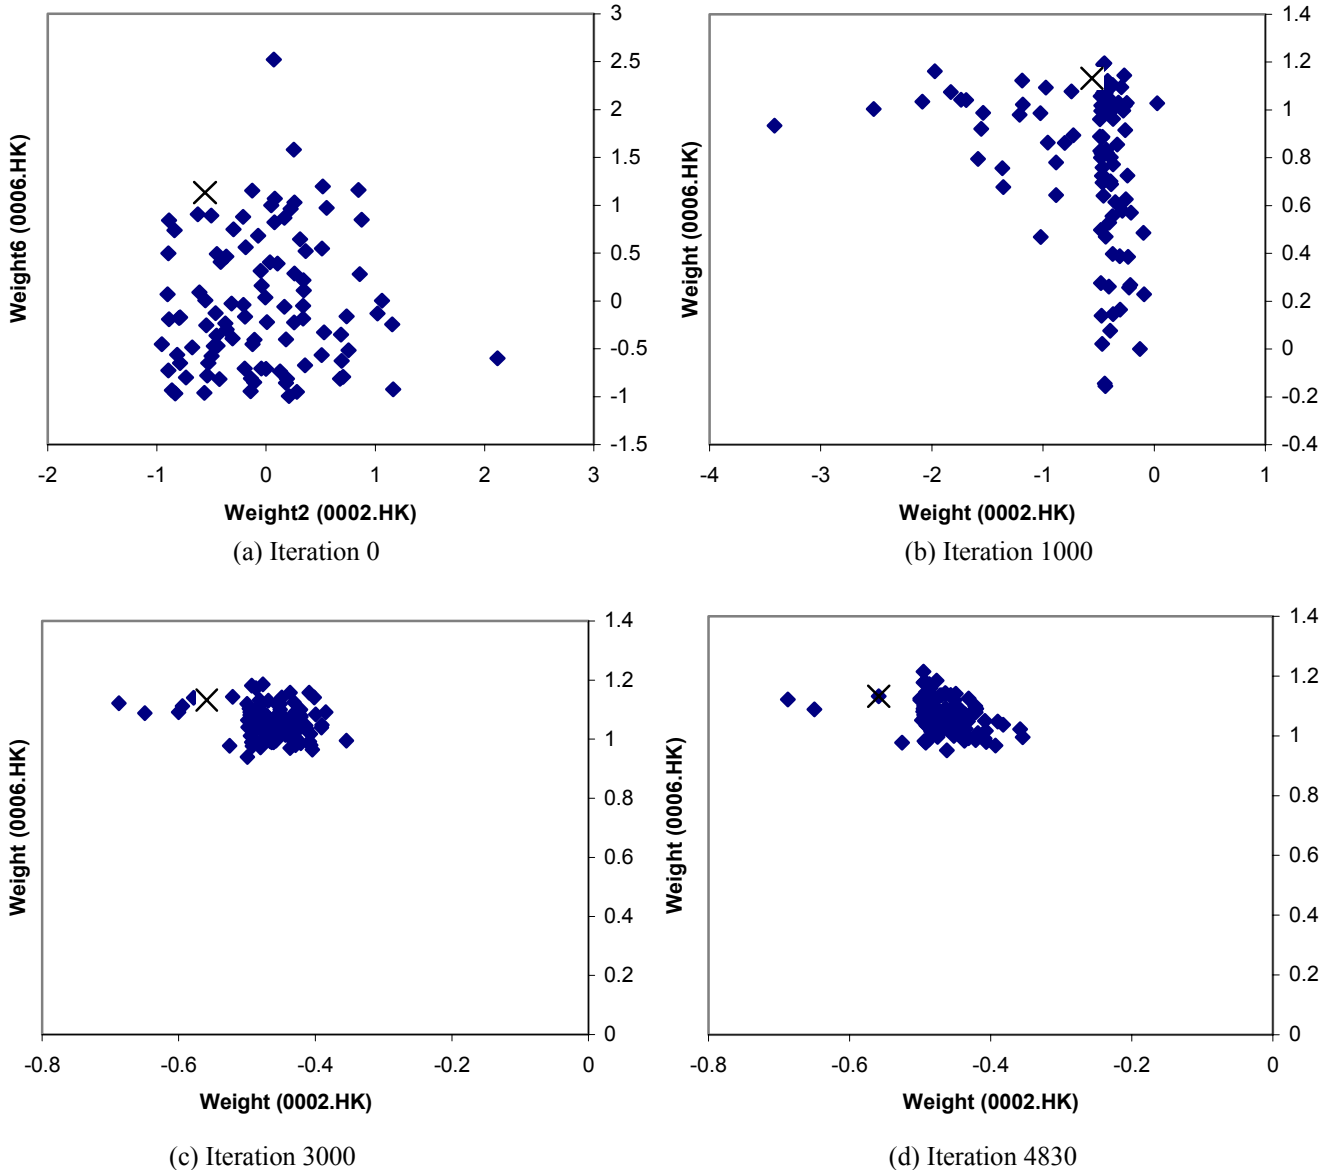 3
2.5
2
1.5
1
0.5
0
-0.5
-1
-1.5
-2 -1 0 1 2 3
Weight6 (0006.HK)
Weight2 (0002.HK)
(a) Iteration 0
1.4
1.2
1
0.8
0.6
0.4
0.2
0
-0.2
-0.4
-4 -3 -2 -1 0 1
Weight (0006.HK)
Weight (0002.HK)
(b) Iteration 1000
1.4
1.2
1
0.8
0.6
0.4
0.2
0
-0.8 -0.6 -0.4 -0.2 0
Weight (0006.HK)
Weight (0002.HK)
(c) Iteration 3000
1.4
1.2
1
0.8
0.6
0.4
0.2
0
-0.8 -0.6 -0.4 -0.2 0
Weight (0006.HK)
Weight (0002.HK)
(d) Iteration 4830